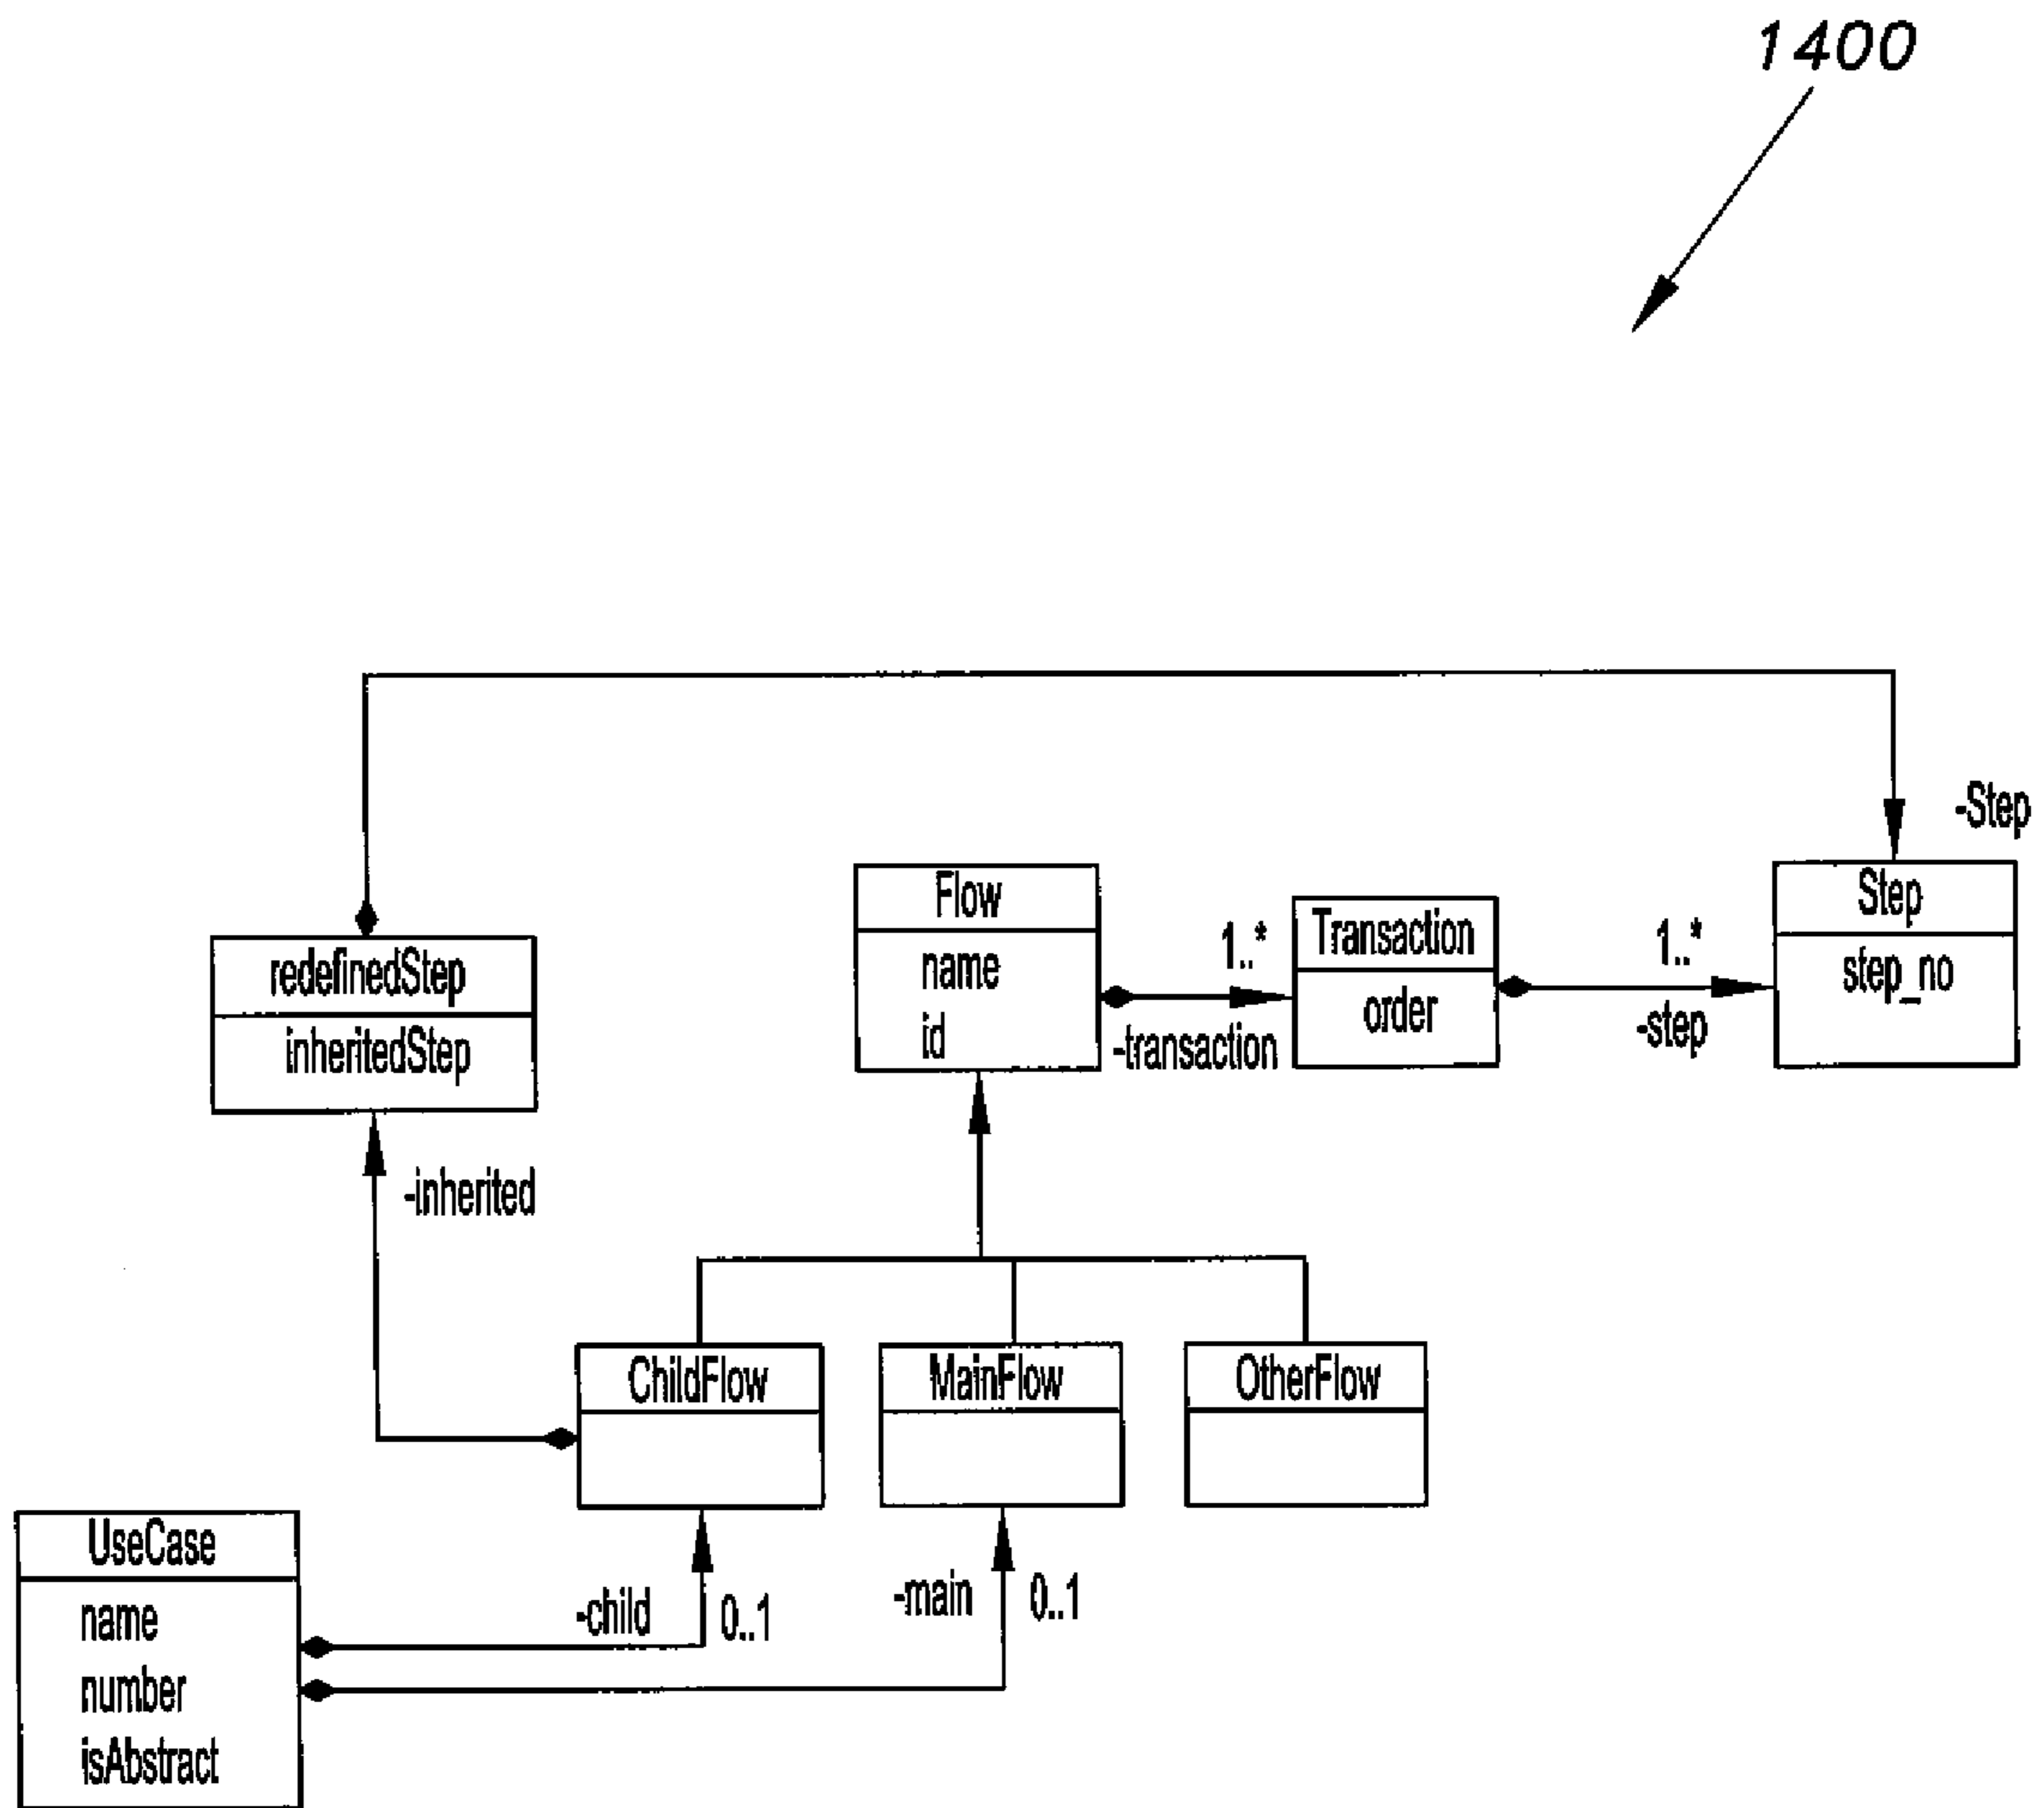 1400
-Step
Flow
name
id
1..*
-transaction
Transaction
order
1..*
-step
Step
step_no
redefinedStep
inheritedStep
-inherited
ChildFlow
MainFlow
OtherFlow
UseCase
name
number
isAbstract
-child
0..1
-main
0..1